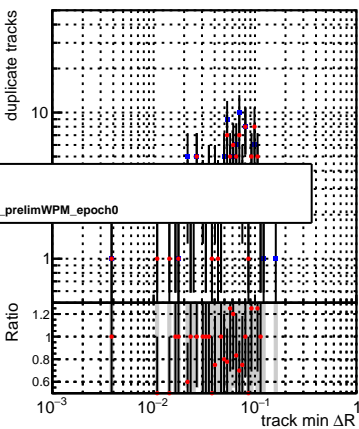 duplicate tracks
10
_prelimWPM_epoch0
1
Ratio
1.2
1
0.8
0.6
10⁻³ 10⁻² 10⁻¹ 1
track min ΔR